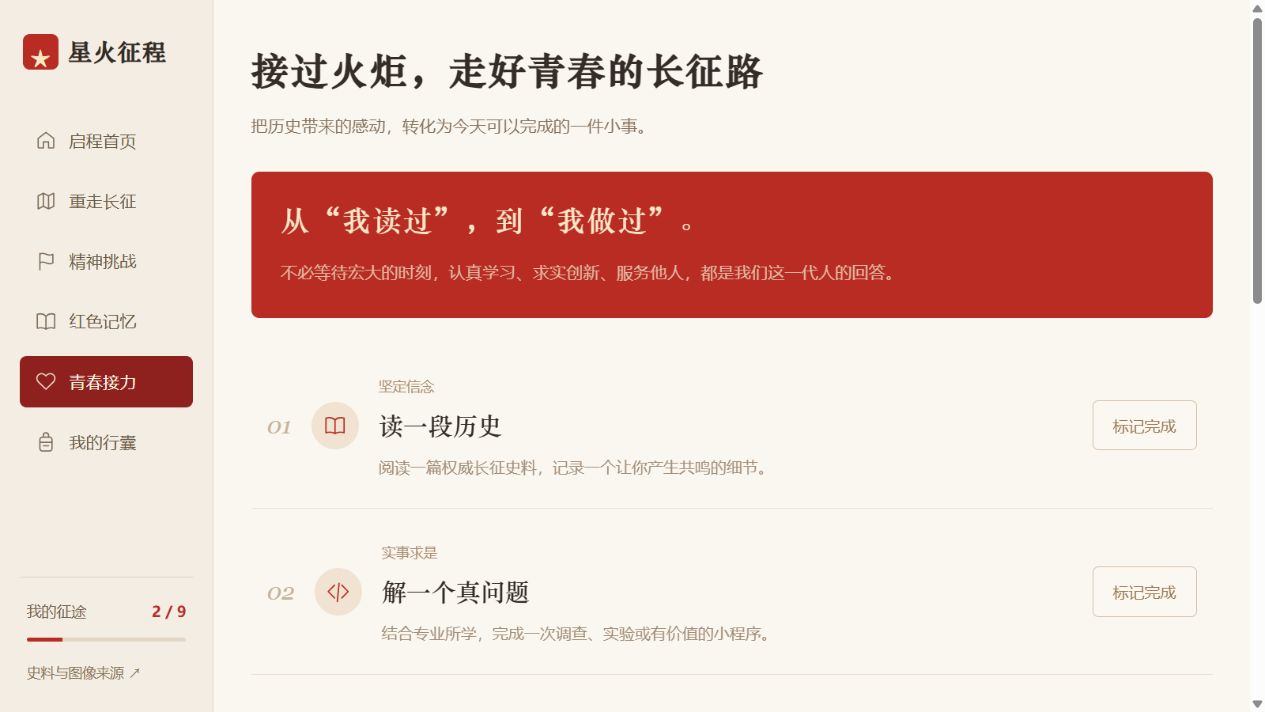 星火征程
启程首页
重走长征
精神挑战
红色记忆
青春接力
我的行囊
我的征途 2 / 9
史料与图像来源 ↗
接过火炬，走好青春的长征路
把历史带来的感动，转化为今天可以完成的一件小事。
从“我读过”，到“我做过”。
不必等待宏大的时刻，认真学习、求实创新、服务他人，都是我们这一代人的回答。
01
坚定信念
读一段历史
阅读一篇权威长征史料，记录一个让你产生共鸣的细节。
标记完成
02
实事求是
解一个真问题
结合专业所学，完成一次调查、实验或有价值的小程序。
标记完成